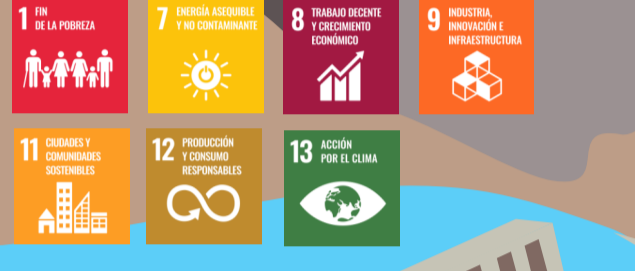 1 FIN
DE LA POBREZA
7 ENERGÍA ASEQUIBLE
Y NO CONTAMINANTE
8 TRABAJO DECENTE
Y CRECIMIENTO
ECONÓMICO
9 INDUSTRIA,
INNOVACIÓN E
INFRAESTRUCTURA
11 CIUDADES Y
COMUNIDADES
SOSTENIBLES
12 PRODUCCIÓN
Y CONSUMO
RESPONSABLES
13 ACCIÓN
POR EL CLIMA